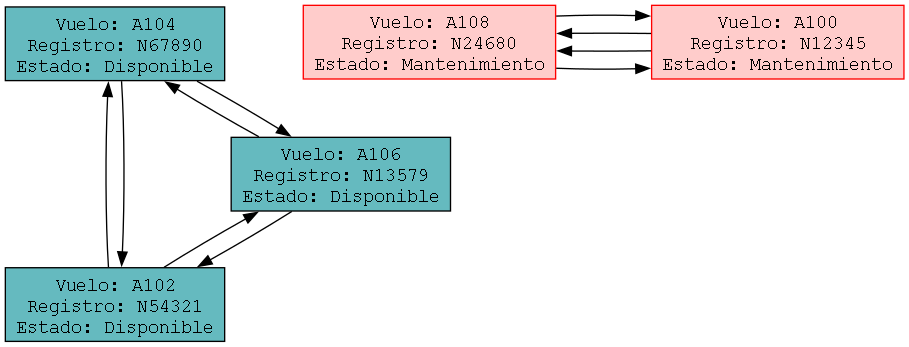 Vuelo: A104
Registro: N67890
Estado: Disponible
Vuelo: A108
Registro: N24680
Estado: Mantenimiento
Vuelo: A100
Registro: N12345
Estado: Mantenimiento
Vuelo: A106
Registro: N13579
Estado: Disponible
Vuelo: A102
Registro: N54321
Estado: Disponible